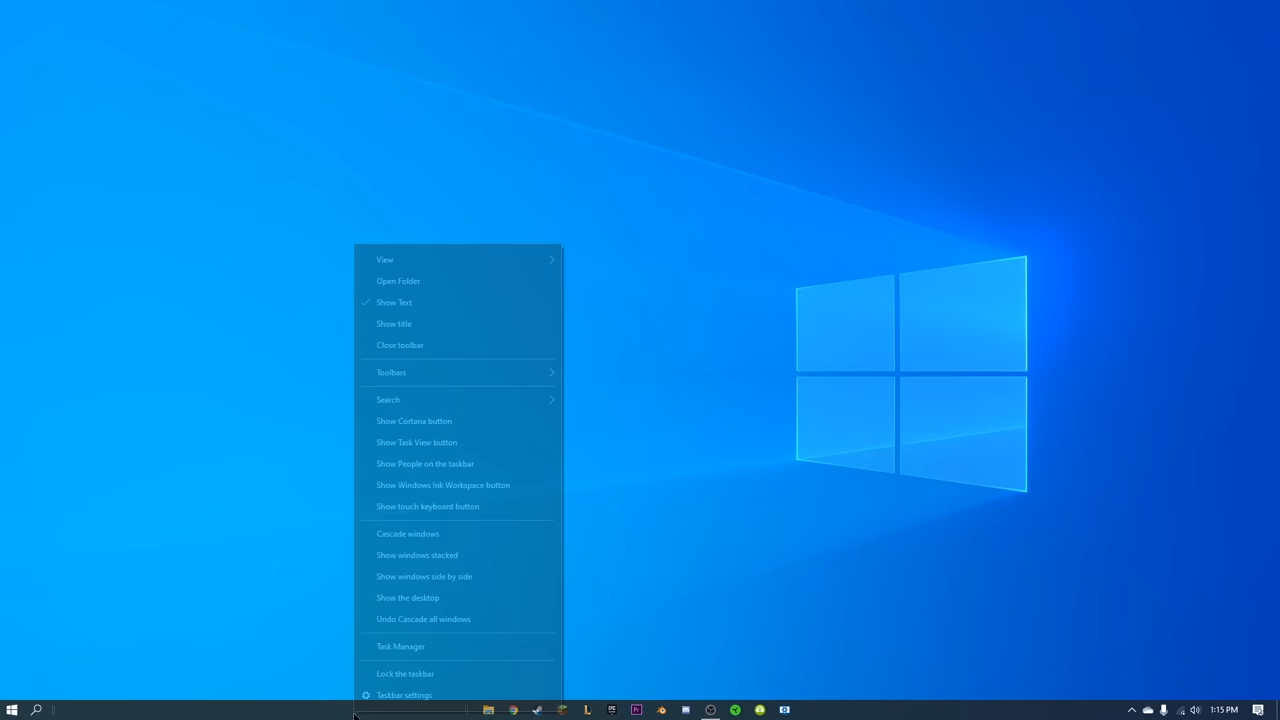 View
Open Folder
Show Text
Show title
Close toolbar
Toolbars
Search
Show Cortana button
Show Task View button
Show People on the taskbar
Show Windows Ink Workspace button
Show touch keyboard button
Cascade windows
Show windows stacked
Show windows side by side
Show the desktop
Undo Cascade all windows
Task Manager
Lock the taskbar
Taskbar settings
Pr
1:15 PM